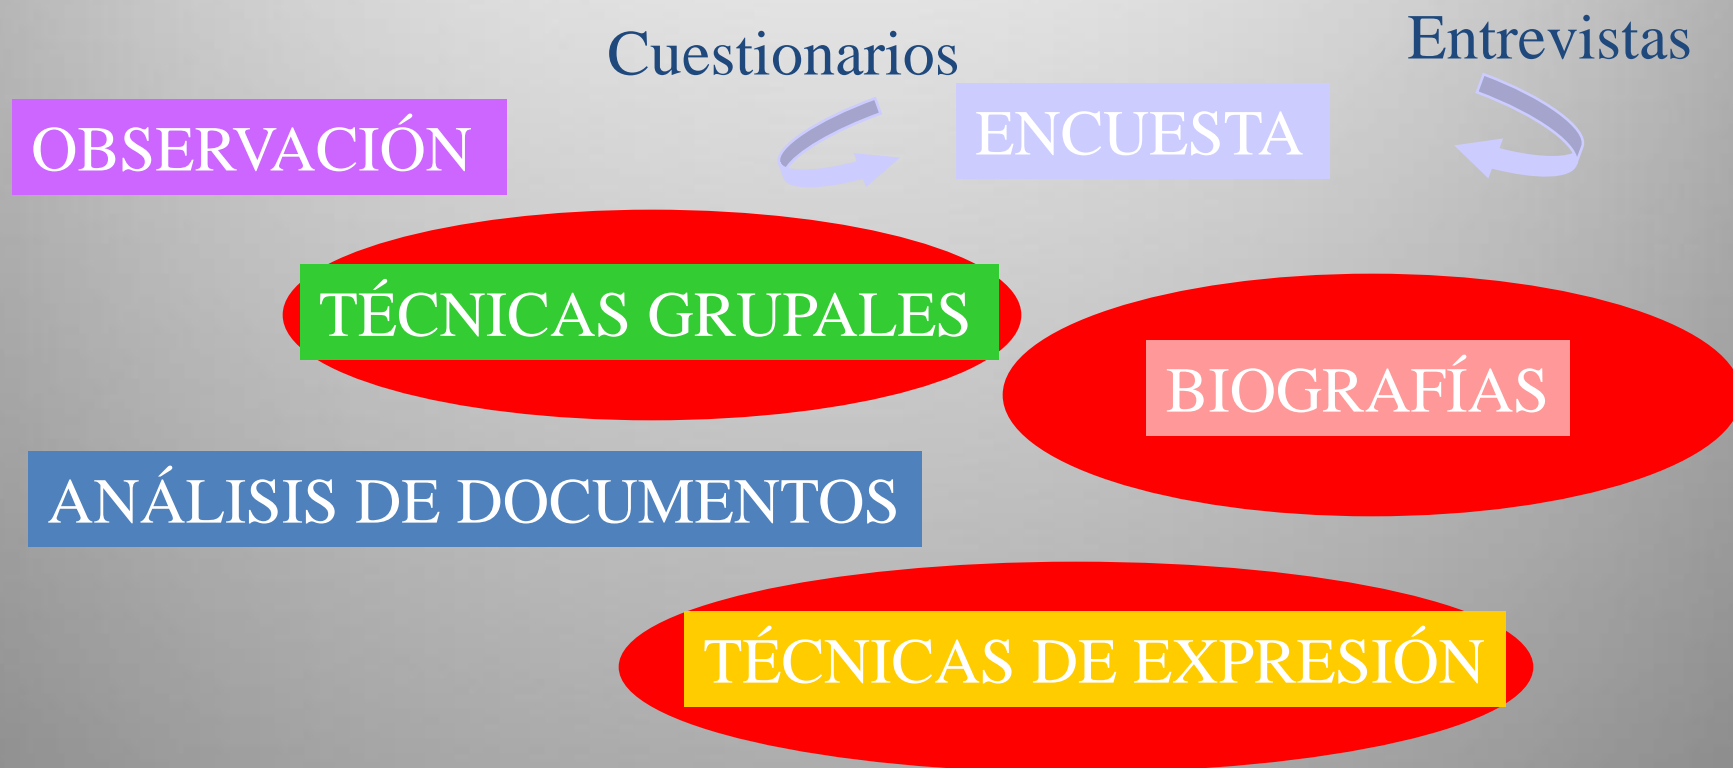 Cuestionarios
Entrevistas
OBSERVACIÓN
ENCUESTA
TÉCNICAS GRUPALES
BIOGRAFÍAS
ANÁLISIS DE DOCUMENTOS
TÉCNICAS DE EXPRESIÓN